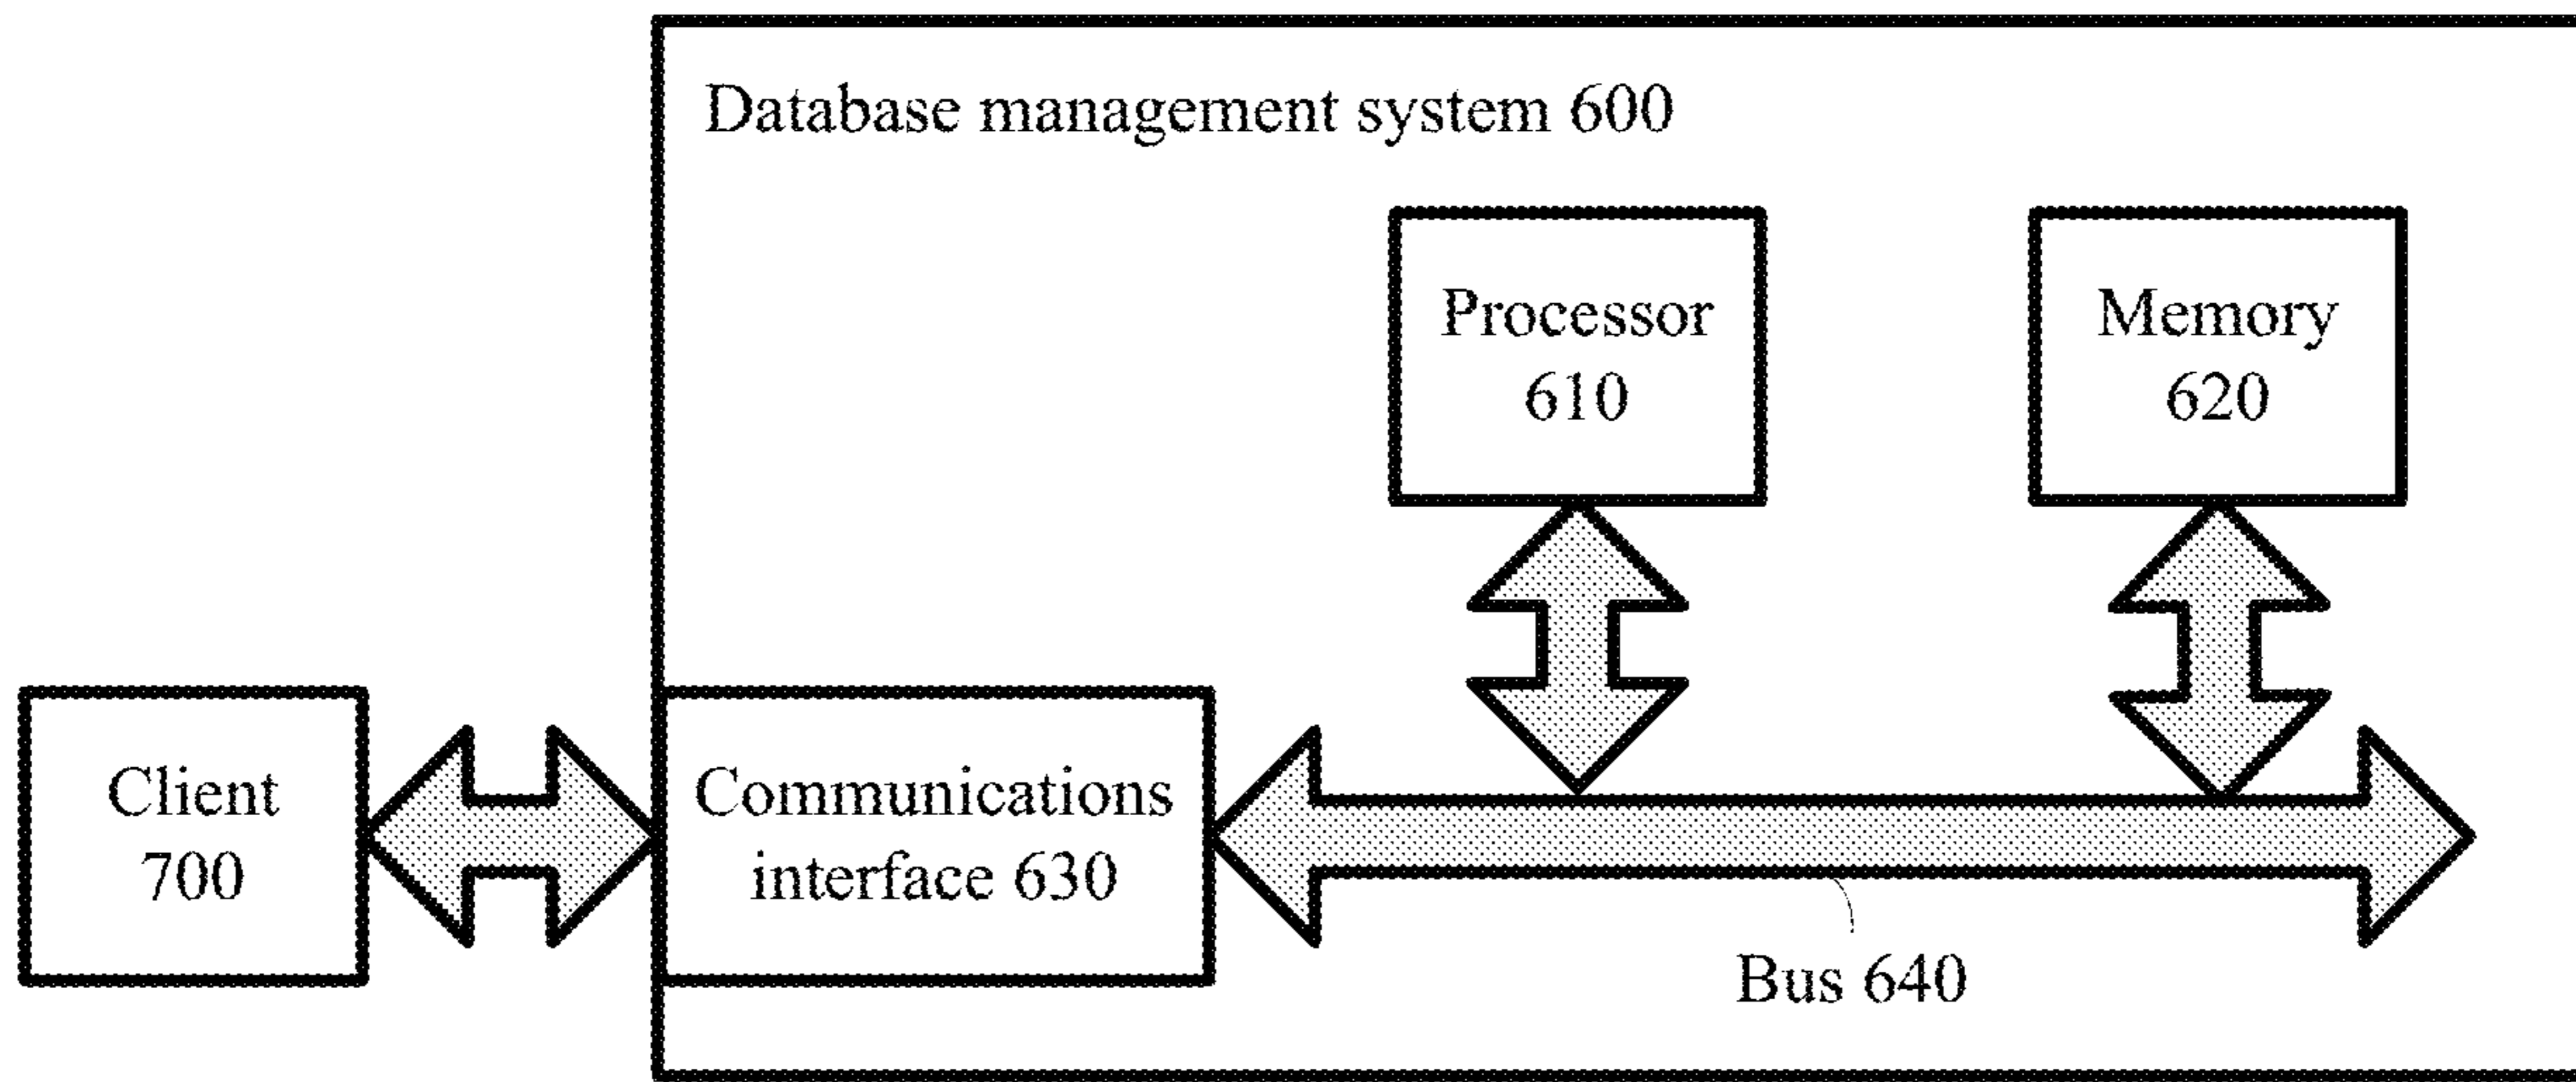 Database management system 600
Processor
610
Memory
620
Client
700
Communications
interface 630
Bus 640